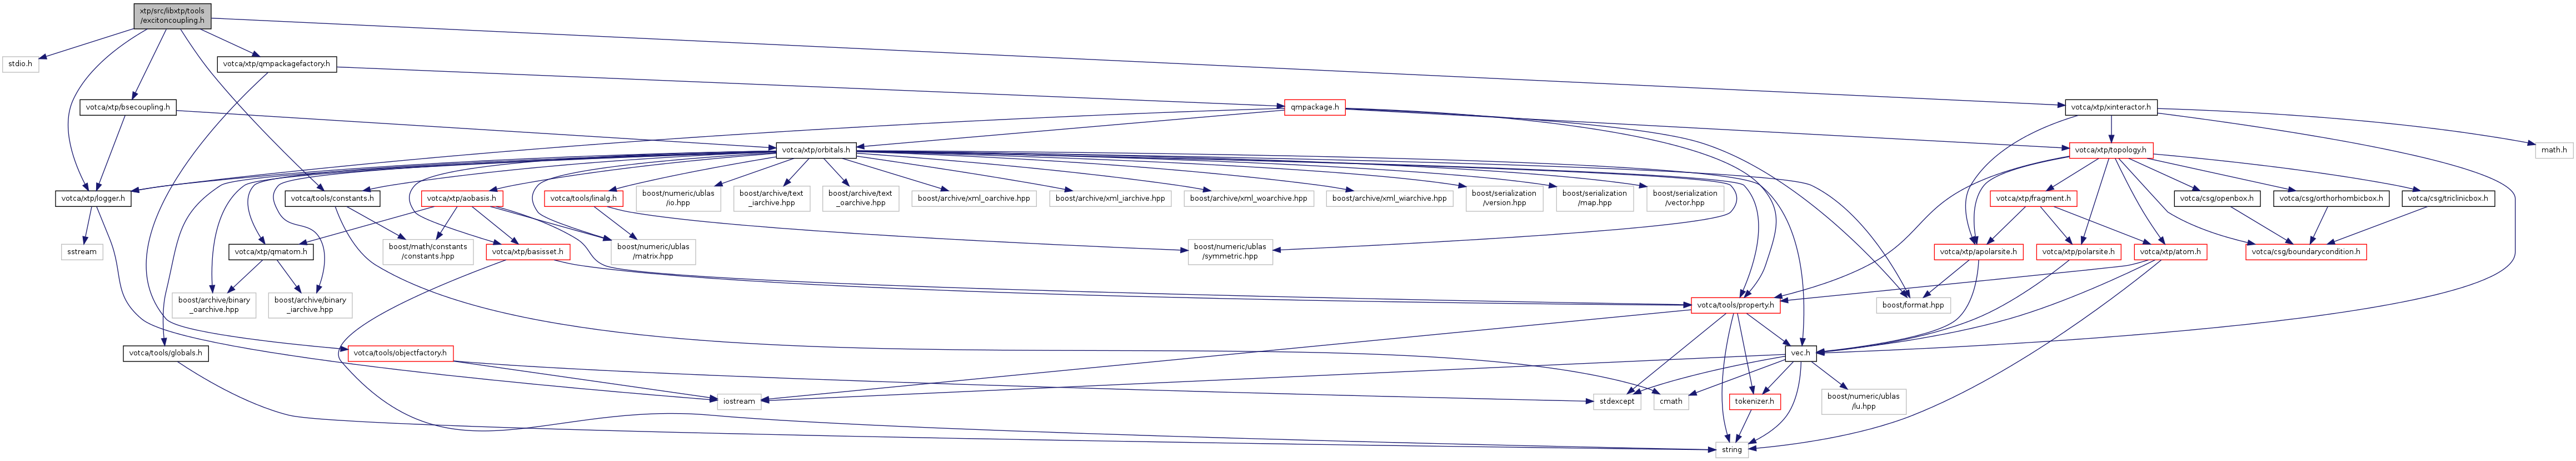 xtp/src/libxtp/tools
/excitoncoupling.h
stdio.h
votca/xtp/qmpackagefactory.h
votca/xtp/bsecoupling.h
qmpackage.h
votca/xtp/xinteractor.h
votca/xtp/orbitals.h
votca/xtp/topology.h
math.h
votca/xtp/logger.h
votca/tools/constants.h
votca/xtp/aobasis.h
votca/tools/linalg.h
boost/numeric/ublas
/io.hpp
boost/archive/text
_iarchive.hpp
boost/archive/text
_oarchive.hpp
boost/archive/xml_oarchive.hpp
boost/archive/xml_iarchive.hpp
boost/archive/xml_woarchive.hpp
boost/archive/xml_wiarchive.hpp
boost/serialization
/version.hpp
boost/serialization
/map.hpp
boost/serialization
/vector.hpp
votca/xtp/fragment.h
votca/csg/openbox.h
votca/csg/orthorhombicbox.h
votca/csg/triclinicbox.h
sstream
votca/xtp/qmatom.h
boost/math/constants
/constants.hpp
votca/xtp/basisset.h
boost/numeric/ublas
/matrix.hpp
boost/numeric/ublas
/symmetric.hpp
votca/xtp/apolarsite.h
votca/xtp/polarsite.h
votca/xtp/atom.h
votca/csg/boundarycondition.h
boost/archive/binary
_oarchive.hpp
boost/archive/binary
_iarchive.hpp
votca/tools/property.h
boost/format.hpp
votca/tools/globals.h
votca/tools/objectfactory.h
vec.h
iostream
stdexcept
cmath
tokenizer.h
boost/numeric/ublas
/lu.hpp
string